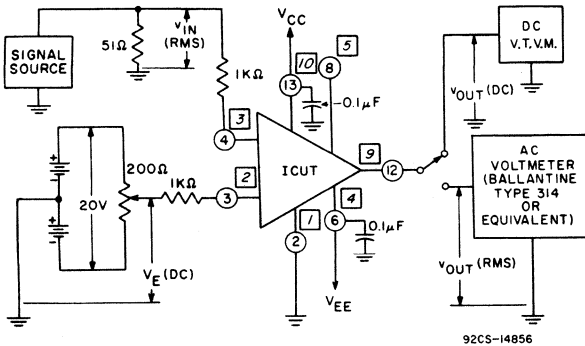 SIGNAL
SOURCE
51Ω
vIN
(RMS)
1KΩ
VCC
10
13
5
8
0.1μF
3
4
ICUT
DC
V.T.V.M.
vOUT (DC)
9
12
AC
VOLTMETER
(BALLANTINE
TYPE 314
OR
EQUIVALENT)
+
-
+
-
20V
200Ω
1KΩ
2
3
VE (DC)
1
2
4
6
0.1μF
VEE
vOUT (RMS)
92CS-14856